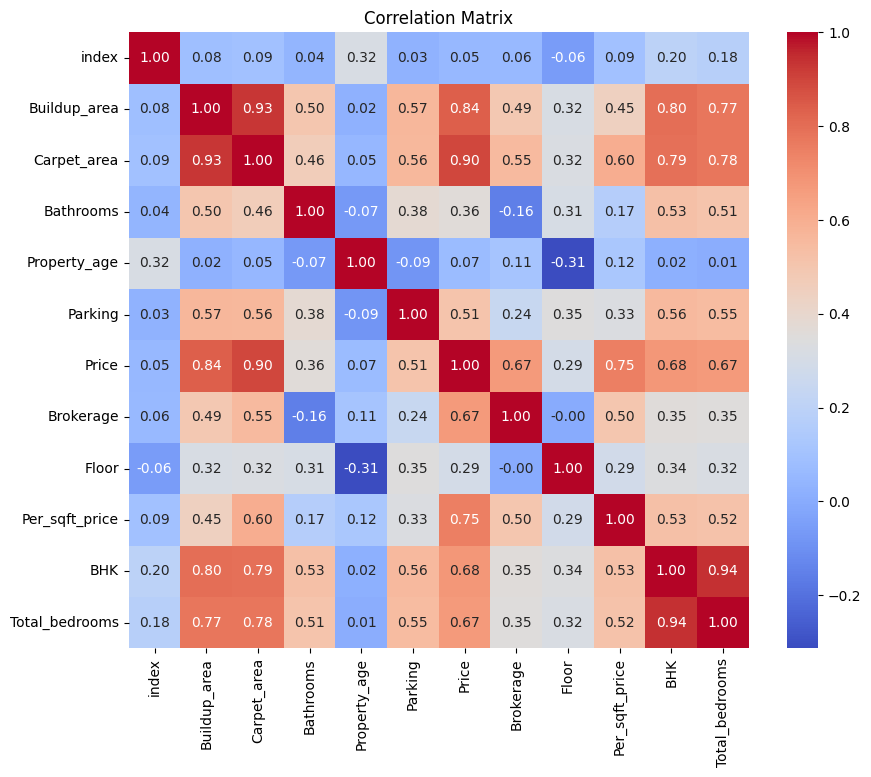 Correlation Matrix
index 1.00 0.08 0.09 0.04 0.32 0.03 0.05 0.06 -0.06 0.09 0.20 0.18
Buildup_area 0.08 1.00 0.93 0.50 0.02 0.57 0.84 0.49 0.32 0.45 0.80 0.77
Carpet_area 0.09 0.93 1.00 0.46 0.05 0.56 0.90 0.55 0.32 0.60 0.79 0.78
Bathrooms 0.04 0.50 0.46 1.00 -0.07 0.38 0.36 -0.16 0.31 0.17 0.53 0.51
Property_age 0.32 0.02 0.05 -0.07 1.00 -0.09 0.07 0.11 -0.31 0.12 0.02 0.01
Parking 0.03 0.57 0.56 0.38 -0.09 1.00 0.51 0.24 0.35 0.33 0.56 0.55
Price 0.05 0.84 0.90 0.36 0.07 0.51 1.00 0.67 0.29 0.75 0.68 0.67
Brokerage 0.06 0.49 0.55 -0.16 0.11 0.24 0.67 1.00 -0.00 0.50 0.35 0.35
Floor -0.06 0.32 0.32 0.31 -0.31 0.35 0.29 -0.00 1.00 0.29 0.34 0.32
Per_sqft_price 0.09 0.45 0.60 0.17 0.12 0.33 0.75 0.50 0.29 1.00 0.53 0.52
BHK 0.20 0.80 0.79 0.53 0.02 0.56 0.68 0.35 0.34 0.53 1.00 0.94
Total_bedrooms 0.18 0.77 0.78 0.51 0.01 0.55 0.67 0.35 0.32 0.52 0.94 1.00
index
Buildup_area
Carpet_area
Bathrooms
Property_age
Parking
Price
Brokerage
Floor
Per_sqft_price
BHK
Total_bedrooms
1.0
0.8
0.6
0.4
0.2
0.0
−0.2